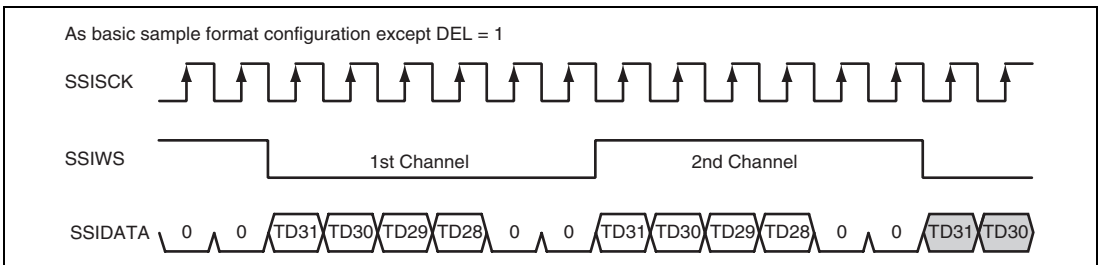 As basic sample format configuration except DEL = 1
SSISCK
SSIWS 1st Channel 2nd Channel
SSIDATA 0 0 TD31 TD30 TD29 TD28 0 0 TD31 TD30 TD29 TD28 0 0 TD31 TD30